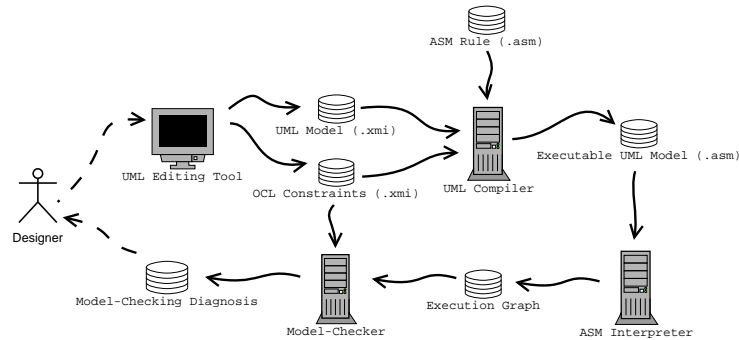 ASM Rule (.asm)
UML Model (.xmi)
Executable UML Model (.asm)
UML Editing Tool
OCL Constraints (.xmi)
UML Compiler
Designer
Model-Checking Diagnosis
Execution Graph
Model-Checker
ASM Interpreter